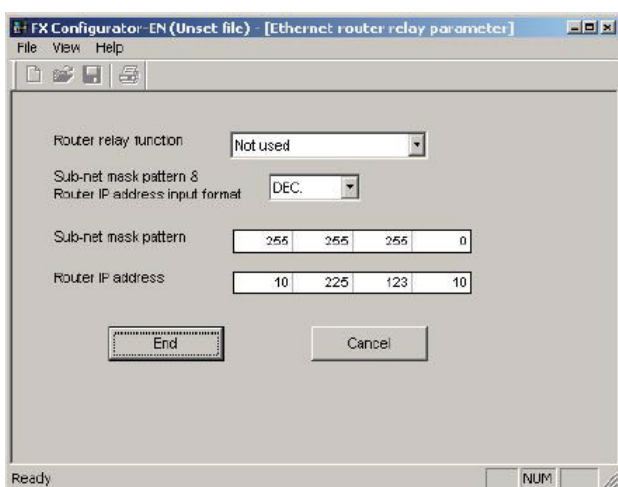 FX Configurator-EN (Unset file) - [Ethernet router relay parameter]
File View Help
Router relay function Not used
Sub-net mask pattern &
Router IP address input format DEC.
Sub-net mask pattern 255 255 255 0
Router IP address 10 225 123 10
End Cancel
Ready NUM